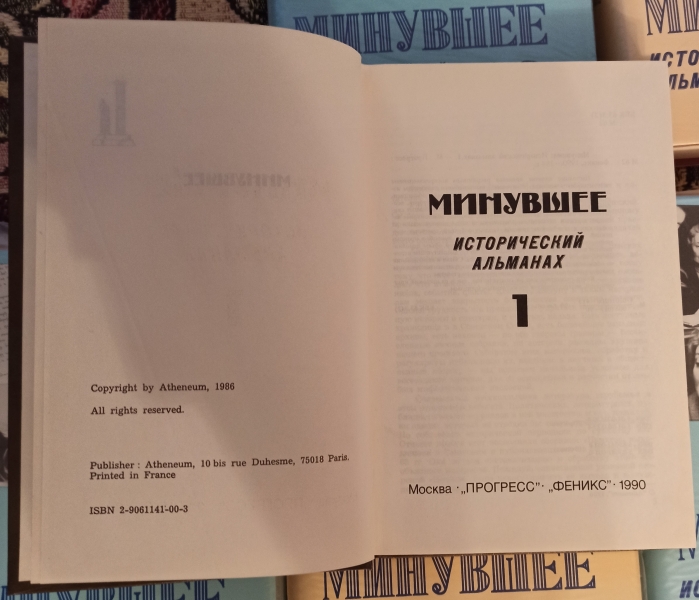 МИНУВШЕЕ
МИНУВШЕЕ
ИСТОРИЧЕСКИЙ
АЛЬМАНАХ
1
Москва · „ПРОГРЕСС" · „ФЕНИКС" · 1990
Copyright by Atheneum, 1986
All rights reserved.
Publisher : Atheneum, 10 bis rue Duhesme, 75018 Paris.
Printed in France
ISBN 2-9061141-00-3
МИНУВШЕЕ